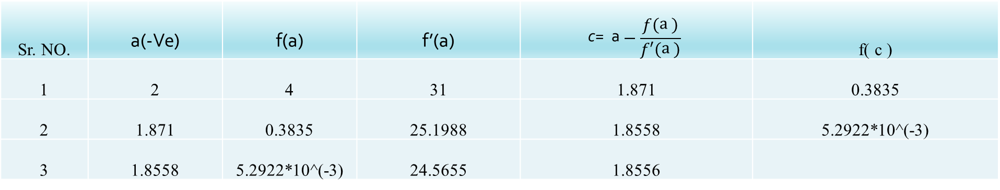 Sr. NO. a(-Ve) f(a) f′(a) c= a − f(a ) / f′(a ) f( c )
1 2 4 31 1.871 0.3835
2 1.871 0.3835 25.1988 1.8558 5.2922*10^(-3)
3 1.8558 5.2922*10^(-3) 24.5655 1.8556